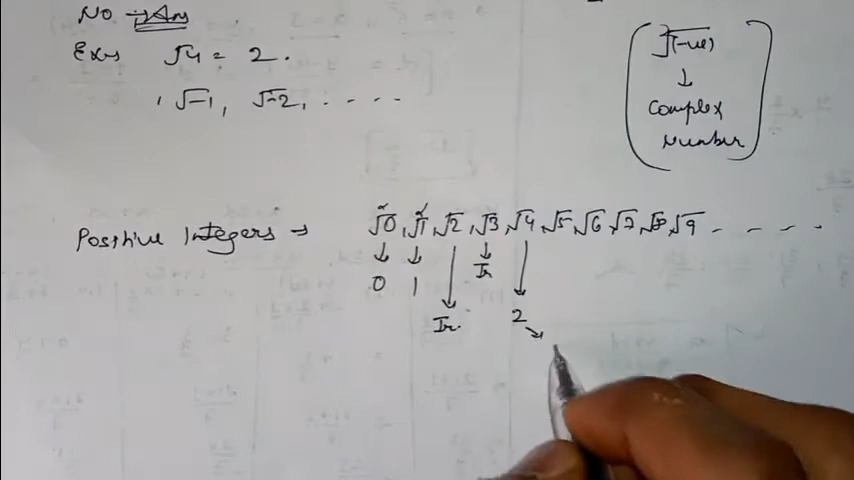 No → Ans
Ex: √4 = 2.
, √-1, √-2, . . . .
√(-ve)
↓
Complex
Number
Positive Integers → √0, √1, √2, √3, √4, √5, √6, √7, √8, √9 - - - - .
↓ ↓ ↓ ↓ ↓
0 1 Ir. Ir 2 →